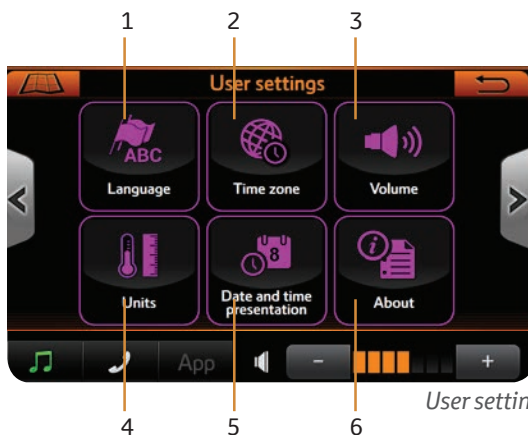 1 2 3
User settings
ABC
Language Time zone Volume
8
Units Date and time
presentation About
App - +
User settin
4 5 6